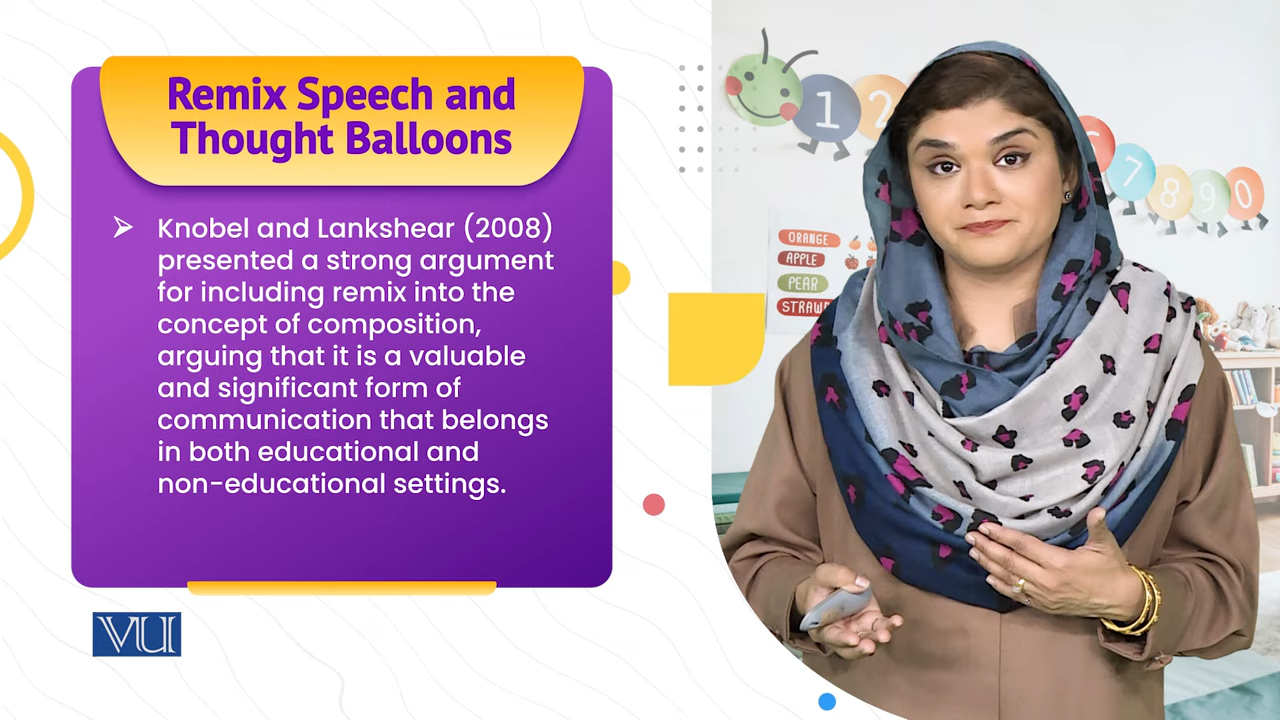 Remix Speech and
Thought Balloons
➢ Knobel and Lankshear (2008)
presented a strong argument
for including remix into the
concept of composition,
arguing that it is a valuable
and significant form of
communication that belongs
in both educational and
non-educational settings.
VU
1 2
6 7 8 9 0
ORANGE
APPLE
PEAR
STRAW